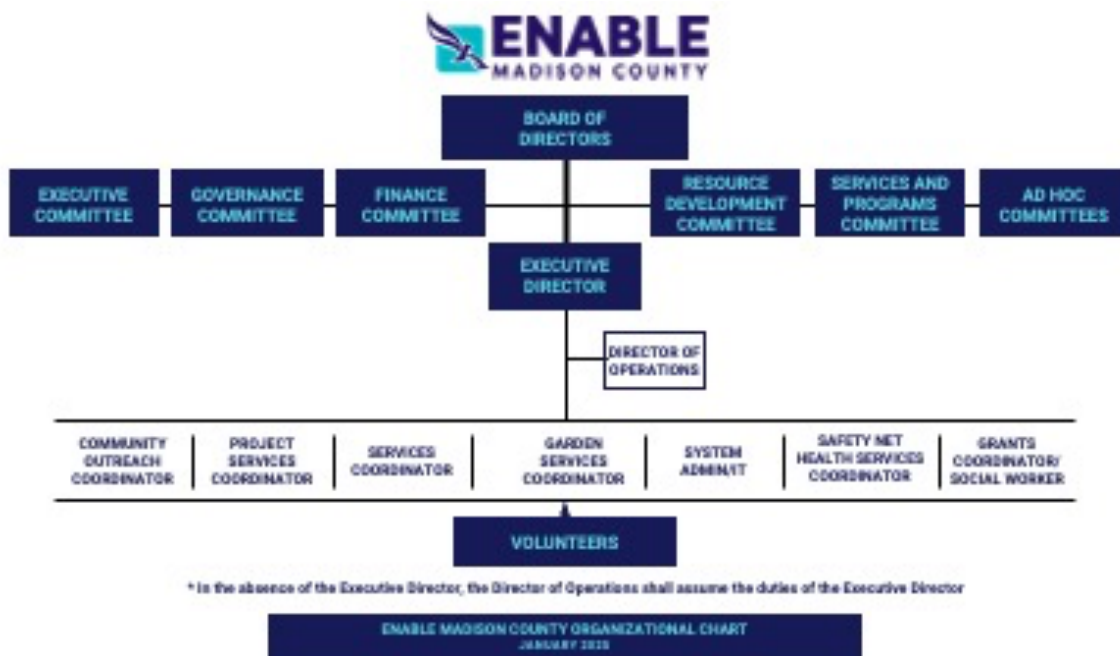 ENABLE
MADISON COUNTY
BOARD OF
DIRECTORS
EXECUTIVE
COMMITTEE
GOVERNANCE
COMMITTEE
FINANCE
COMMITTEE
RESOURCE
DEVELOPMENT
COMMITTEE
SERVICES AND
PROGRAMS
COMMITTEE
AD HOC
COMMITTEES
EXECUTIVE
DIRECTOR
DIRECTOR OF
OPERATIONS
COMMUNITY
OUTREACH
COORDINATOR
PROJECT
SERVICES
COORDINATOR
SERVICES
COORDINATOR
GARDEN
SERVICES
COORDINATOR
SYSTEM
ADMIN/IT
SAFETY NET
HEALTH SERVICES
COORDINATOR
GRANTS
COORDINATOR/
SOCIAL WORKER
VOLUNTEERS
* In the absence of the Executive Director, the Director of Operations shall assume the duties of the Executive Director
ENABLE MADISON COUNTY ORGANIZATIONAL CHART
JANUARY 2025